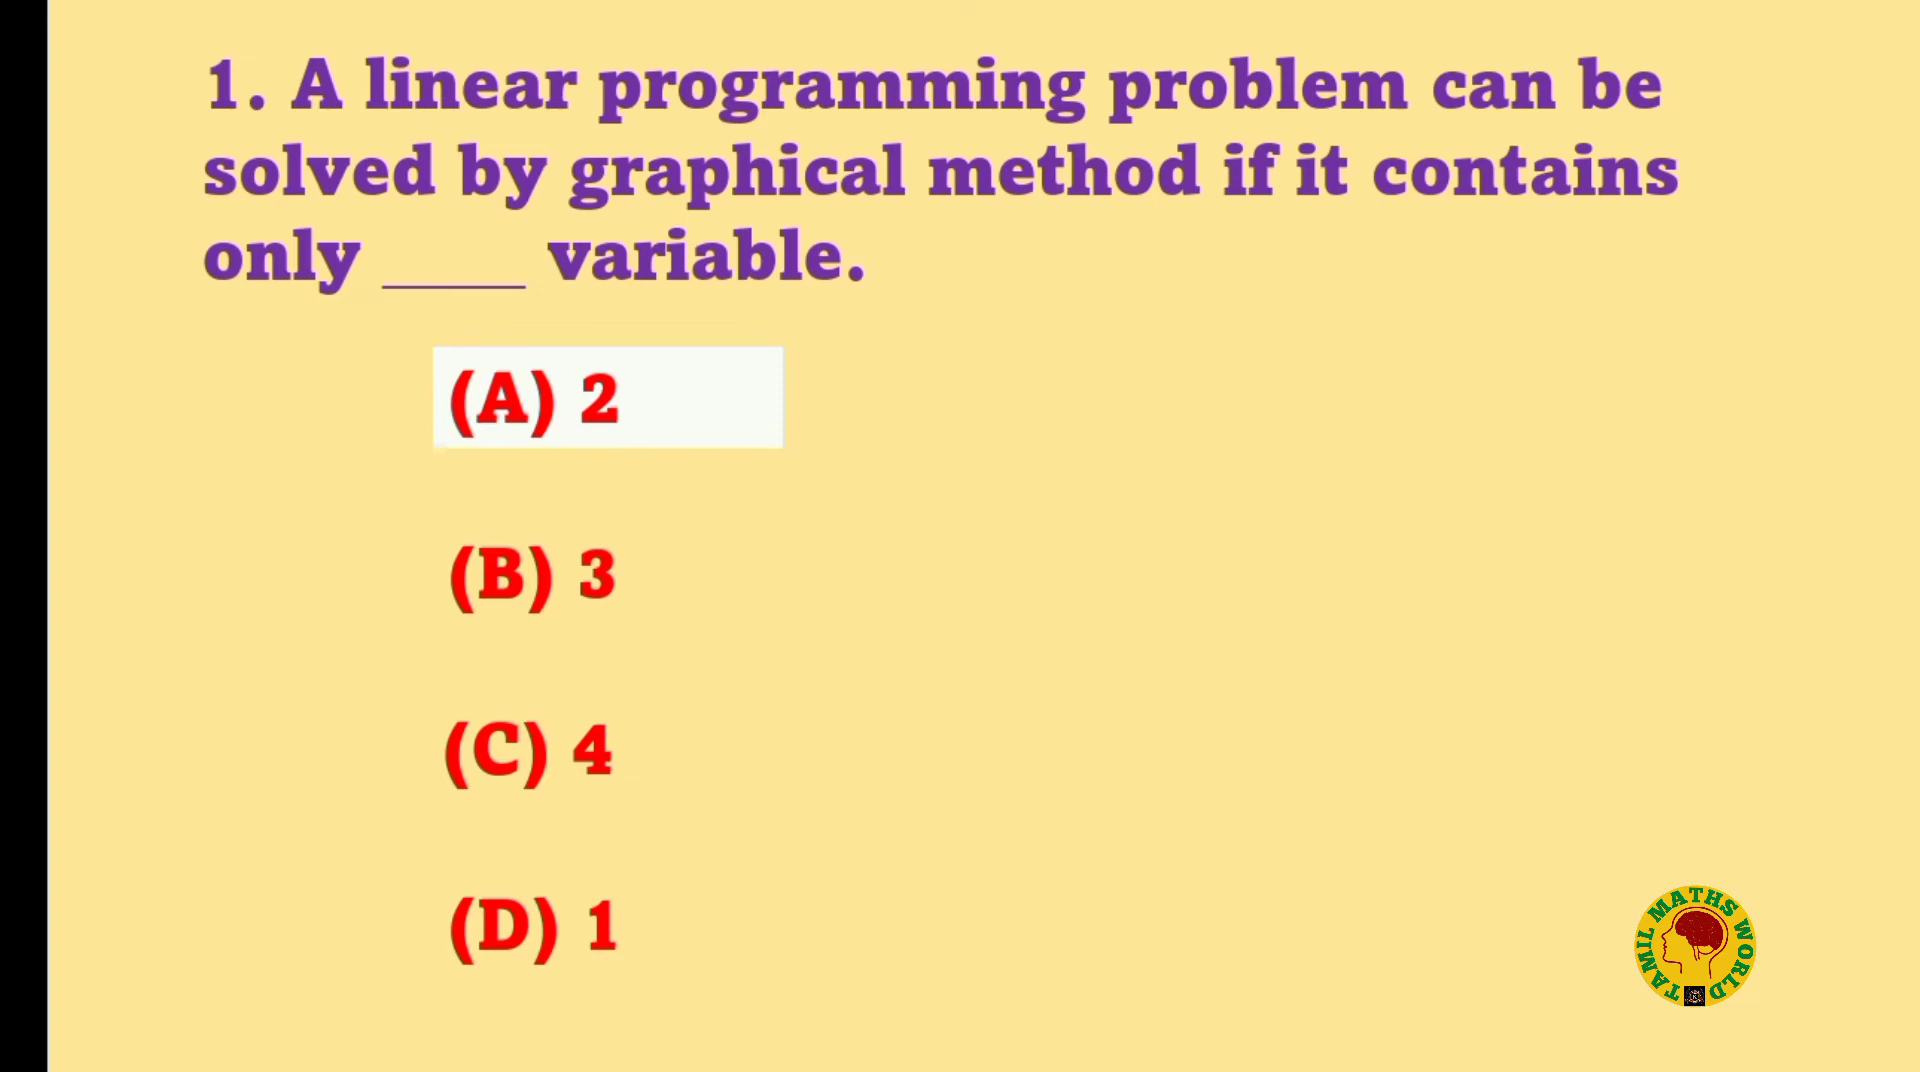 1. A linear programming problem can be
solved by graphical method if it contains
only _____ variable.
(A) 2
(B) 3
(C) 4
(D) 1
TAMIL MATHS WORLD